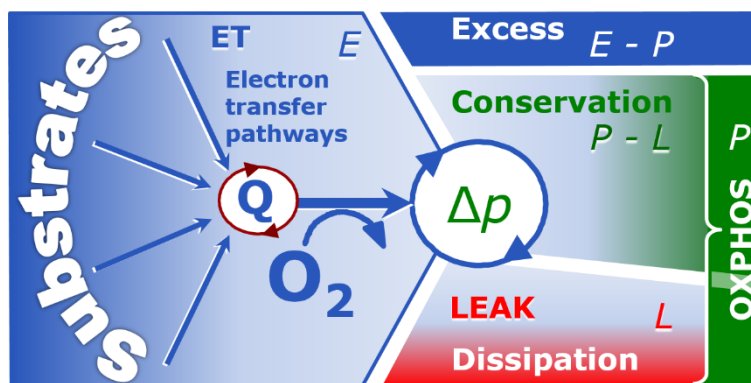 Substrates
ET
E
Electron
transfer
pathways
Q
O2
Δp
Excess
E - P
Conservation
P - L
P
OXPHOS
LEAK
L
Dissipation